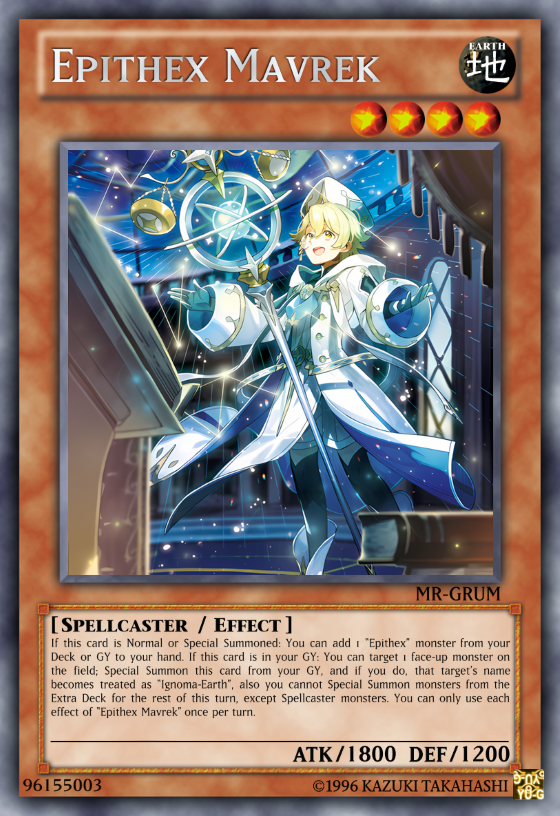 Epithex Mavrek
EARTH
地
MR-GRUM
[ Spellcaster / Effect ]
If this card is Normal or Special Summoned: You can add 1 "Epithex" monster from your
Deck or GY to your hand. If this card is in your GY: You can target 1 face-up monster on
the field; Special Summon this card from your GY, and if you do, that target's name
becomes treated as "Ignoma-Earth", also you cannot Special Summon monsters from the
Extra Deck for the rest of this turn, except Spellcaster monsters. You can only use each
effect of "Epithex Mavrek" once per turn.
ATK/1800 DEF/1200
96155003
©1996 KAZUKI TAKAHASHI